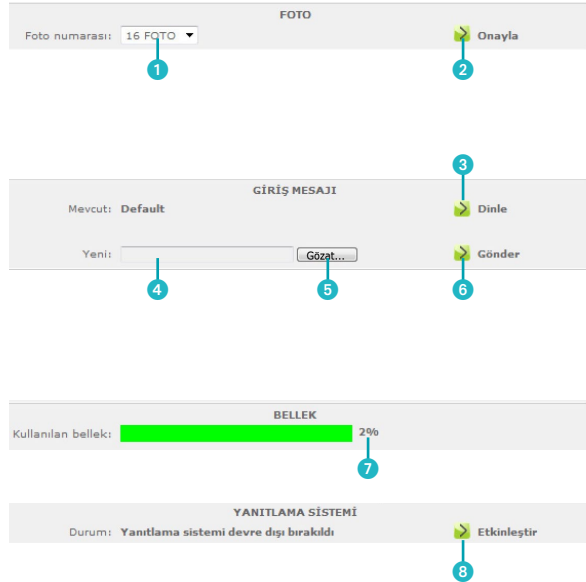 FOTO
Foto numarası: 16 FOTO Onayla
1 2
3
GİRİŞ MESAJI
Mevcut: Default Dinle
Yeni: Gözat... Gönder
4 5 6
BELLEK
Kullanılan bellek: 2%
7
YANITLAMA SİSTEMİ
Durum: Yanıtlama sistemi devre dışı bırakıldı Etkinleştir
8